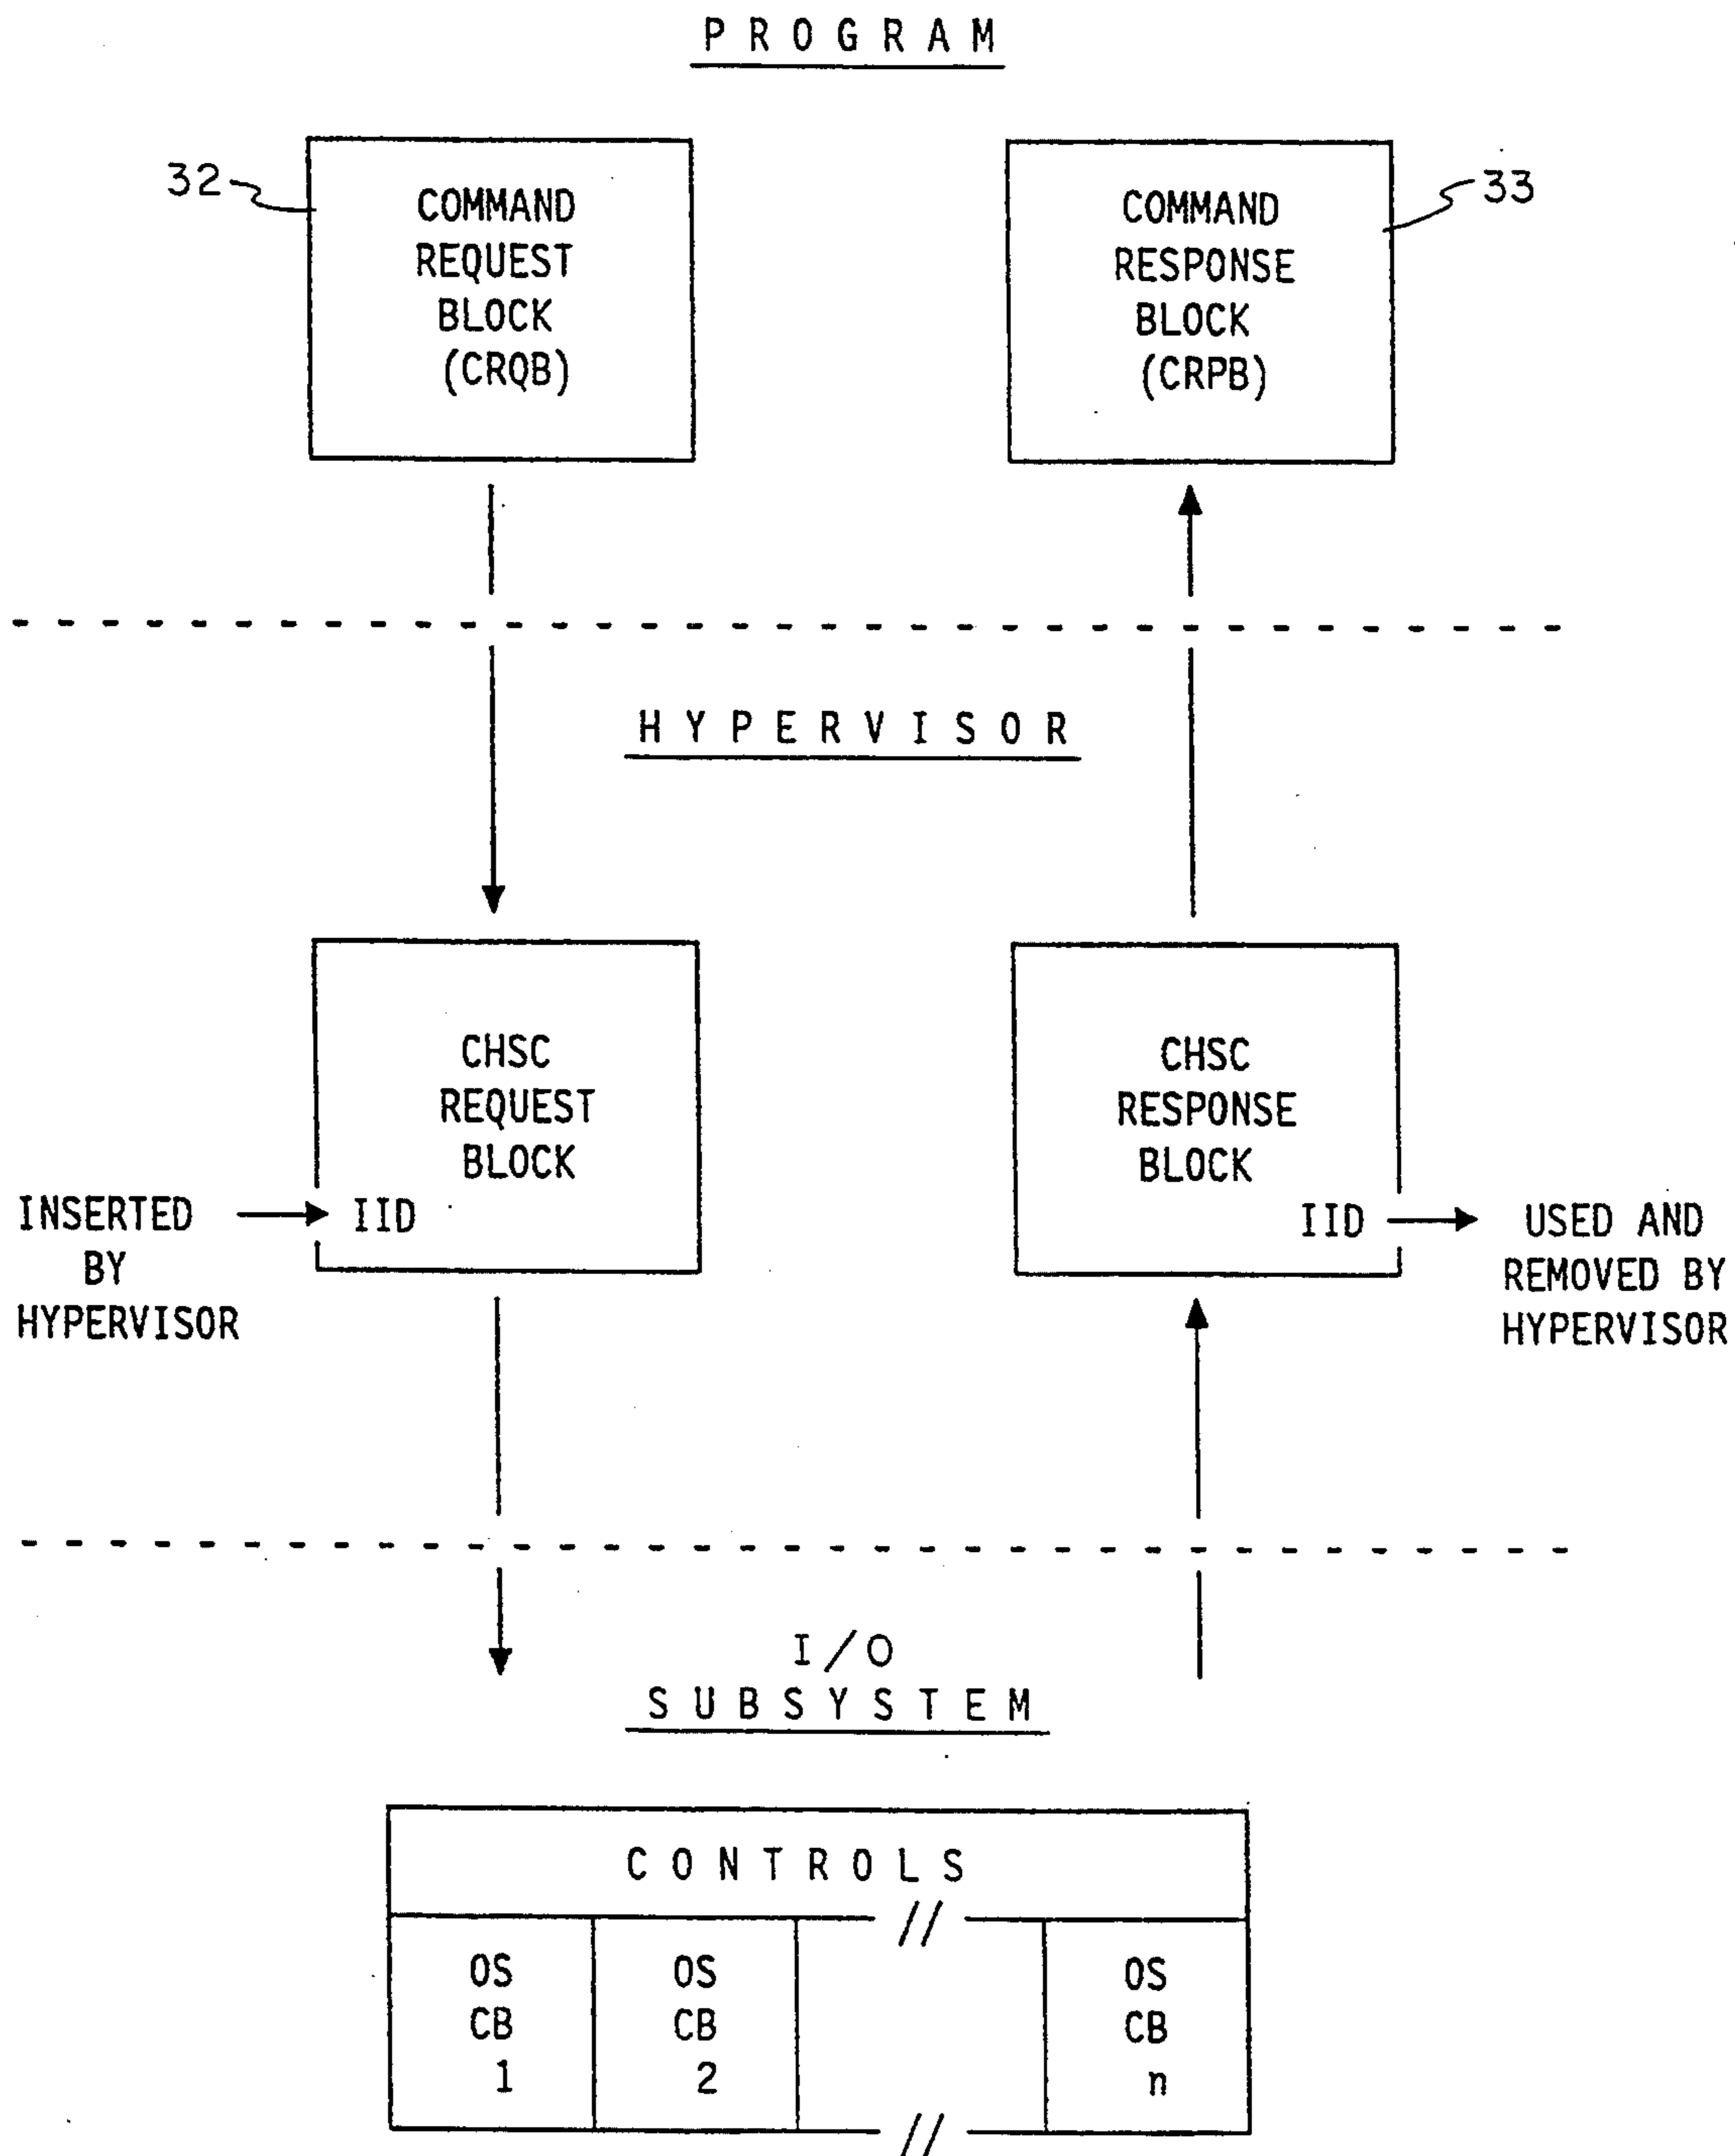 PROGRAM
32
COMMAND
REQUEST
BLOCK
(CRQB)
COMMAND
RESPONSE
BLOCK
(CRPB)
33
HYPERVISOR
CHSC
REQUEST
BLOCK
IID
INSERTED
BY
HYPERVISOR
CHSC
RESPONSE
BLOCK
IID
USED AND
REMOVED BY
HYPERVISOR
I/O
SUBSYSTEM
CONTROLS
OS
CB
1
OS
CB
2
//
//
OS
CB
n